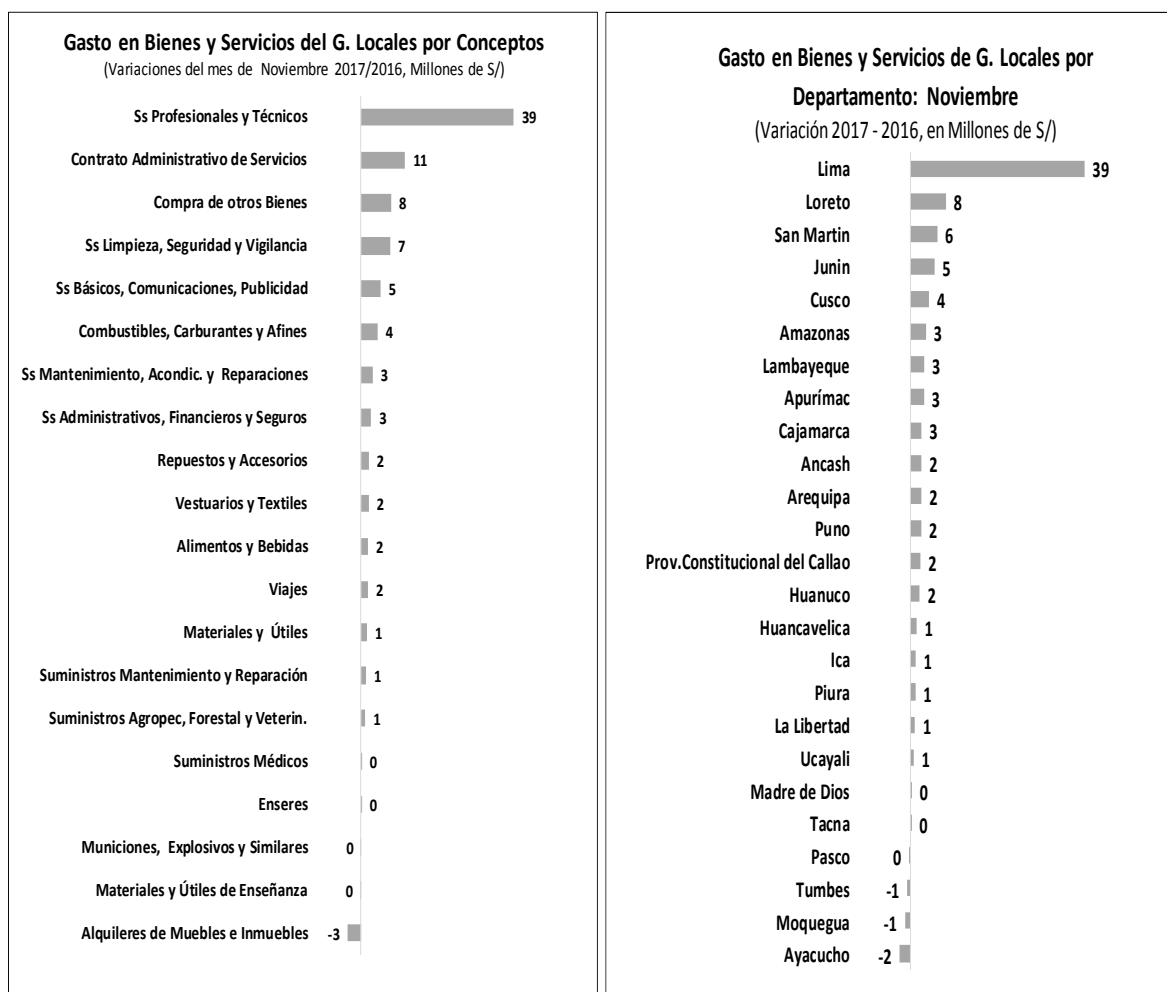 Gasto en Bienes y Servicios del G. Locales por Conceptos
(Variaciones del mes de Noviembre 2017/2016, Millones de S/)
Ss Profesionales y Técnicos 39
Contrato Administrativo de Servicios 11
Compra de otros Bienes 8
Ss Limpieza, Seguridad y Vigilancia 7
Ss Básicos, Comunicaciones, Publicidad 5
Combustibles, Carburantes y Afines 4
Ss Mantenimiento, Acondic. y Reparaciones 3
Ss Administrativos, Financieros y Seguros 3
Repuestos y Accesorios 2
Vestuarios y Textiles 2
Alimentos y Bebidas 2
Viajes 2
Materiales y Útiles 1
Suministros Mantenimiento y Reparación 1
Suministros Agropec, Forestal y Veterin. 1
Suministros Médicos 0
Enseres 0
Municiones, Explosivos y Similares 0
Materiales y Útiles de Enseñanza 0
Alquileres de Muebles e Inmuebles -3
Gasto en Bienes y Servicios de G. Locales por
Departamento: Noviembre
(Variación 2017 - 2016, en Millones de S/)
Lima 39
Loreto 8
San Martin 6
Junin 5
Cusco 4
Amazonas 3
Lambayeque 3
Apurímac 3
Cajamarca 3
Ancash 2
Arequipa 2
Puno 2
Prov.Constitucional del Callao 2
Huanuco 2
Huancavelica 1
Ica 1
Piura 1
La Libertad 1
Ucayali 1
Madre de Dios 0
Tacna 0
Pasco 0
Tumbes -1
Moquegua -1
Ayacucho -2